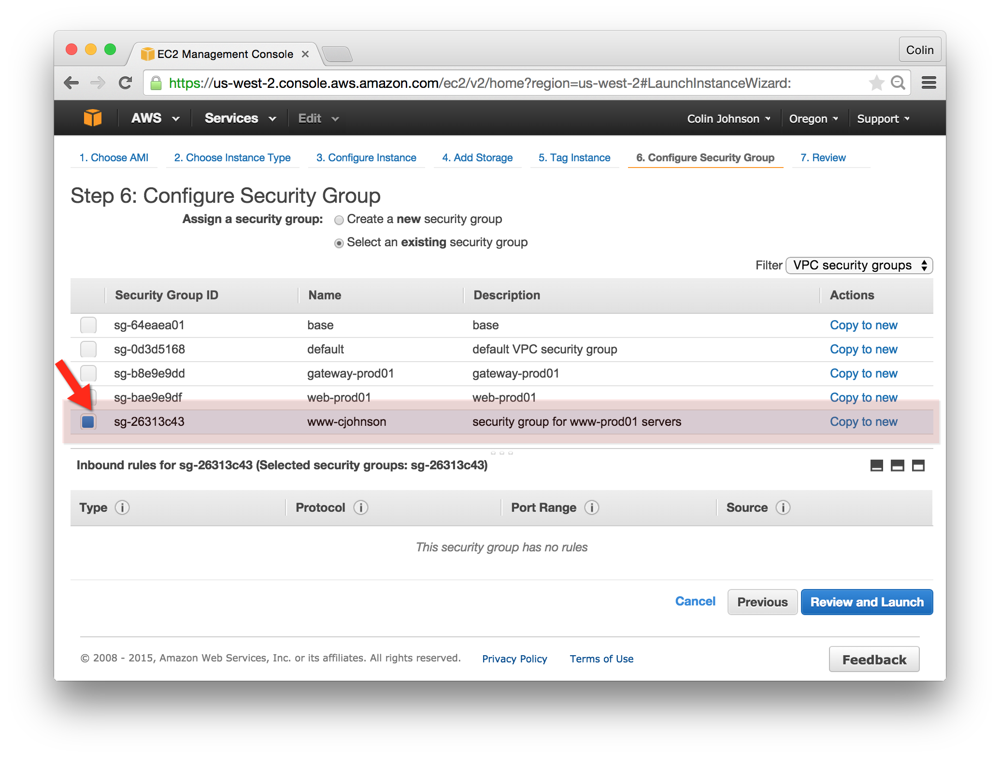 EC2 Management Console
Colin
https://us-west-2.console.aws.amazon.com/ec2/v2/home?region=us-west-2#LaunchInstanceWizard:
AWS Services Edit Colin Johnson Oregon Support
1. Choose AMI 2. Choose Instance Type 3. Configure Instance 4. Add Storage 5. Tag Instance 6. Configure Security Group 7. Review
Step 6: Configure Security Group
Assign a security group: Create a new security group
Select an existing security group
Filter VPC security groups
Security Group ID Name Description Actions
sg-64eaea01 base base Copy to new
sg-0d3d5168 default default VPC security group Copy to new
sg-b8e9e9dd gateway-prod01 gateway-prod01 Copy to new
sg-bae9e9df web-prod01 web-prod01 Copy to new
sg-26313c43 www-cjohnson security group for www-prod01 servers Copy to new
Inbound rules for sg-26313c43 (Selected security groups: sg-26313c43)
Type i Protocol i Port Range i Source i
This security group has no rules
Cancel Previous Review and Launch
© 2008 - 2015, Amazon Web Services, Inc. or its affiliates. All rights reserved. Privacy Policy Terms of Use Feedback